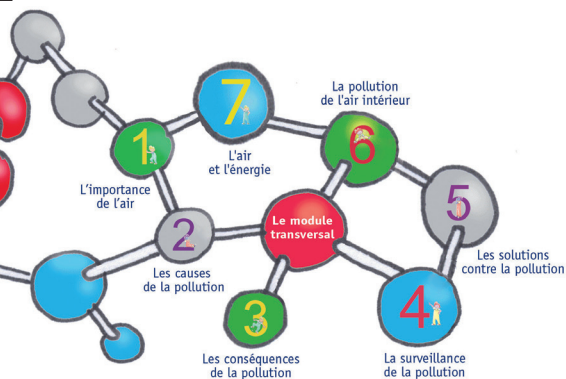 7
La pollution
de l'air intérieur
1
6
L'air
et l'énergie
L'importance
de l'air
5
Le module
transversal
2
Les solutions
contre la pollution
Les causes
de la pollution
3
4
Les conséquences
de la pollution
La surveillance
de la pollution